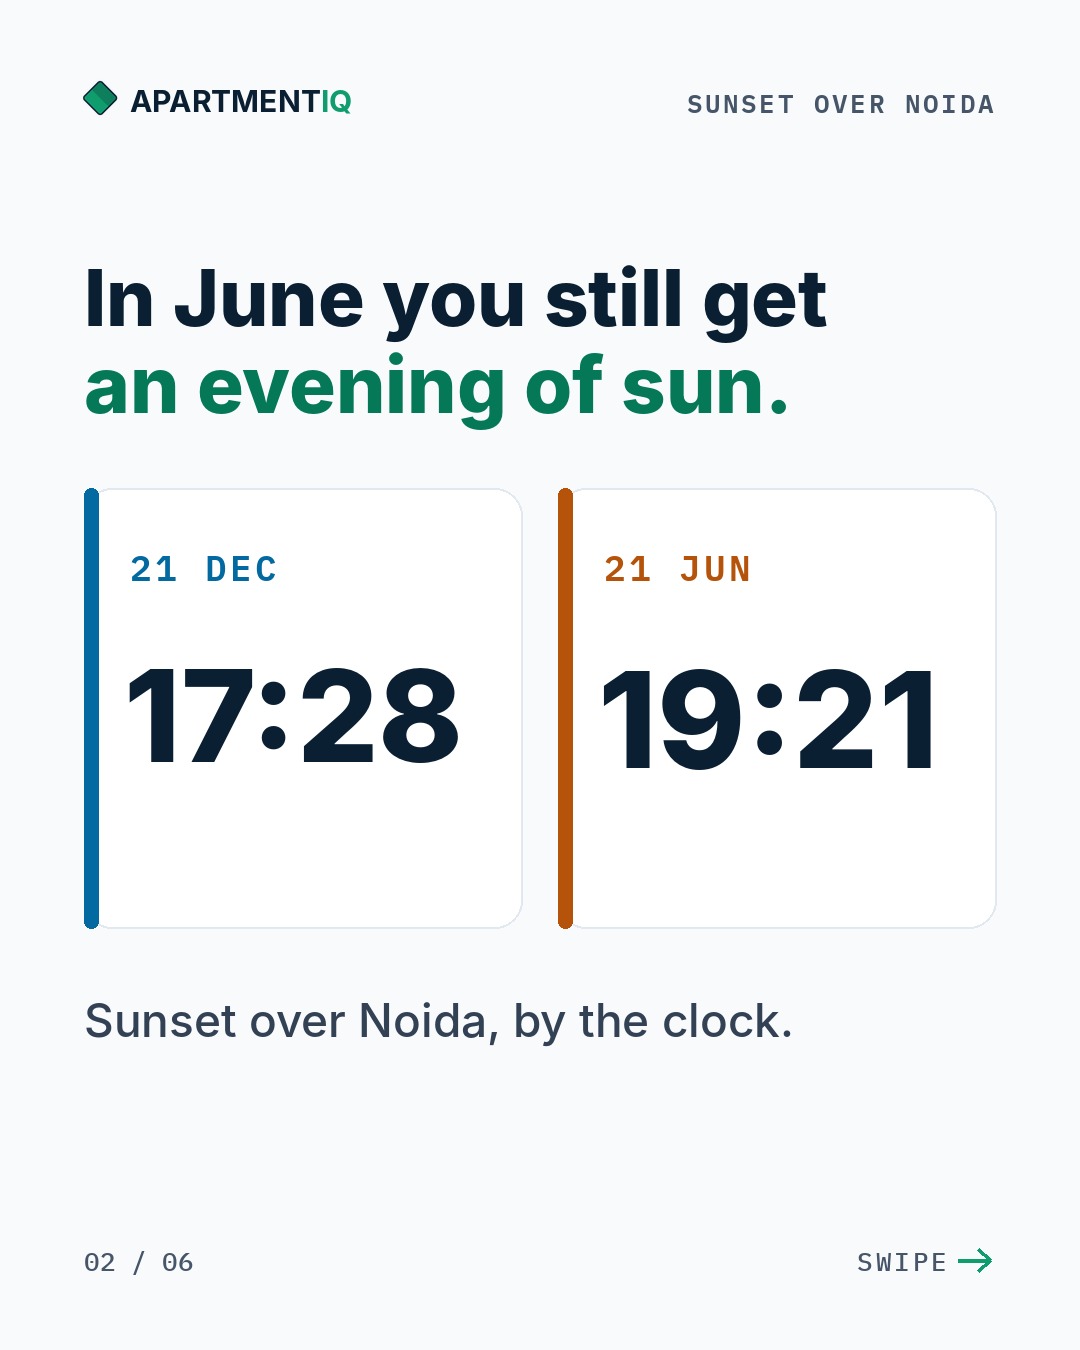 APARTMENTIQ
SUNSET OVER NOIDA
In June you still get
an evening of sun.
21 DEC
17:28
21 JUN
19:21
Sunset over Noida, by the clock.
02 / 06
SWIPE